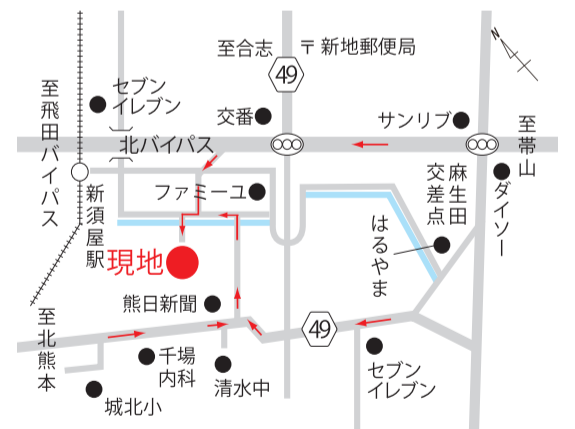 至合志
〒新地郵便局
N
49
セブン
イレブン
交番
サンリブ
至飛田バイパス
北バイパス
至帯山
麻生田
交差点
ダイソー
新須屋駅
ファミーユ
はるやま
現地
熊日新聞
49
至北熊本
千場
内科
清水中
セブン
イレブン
城北小